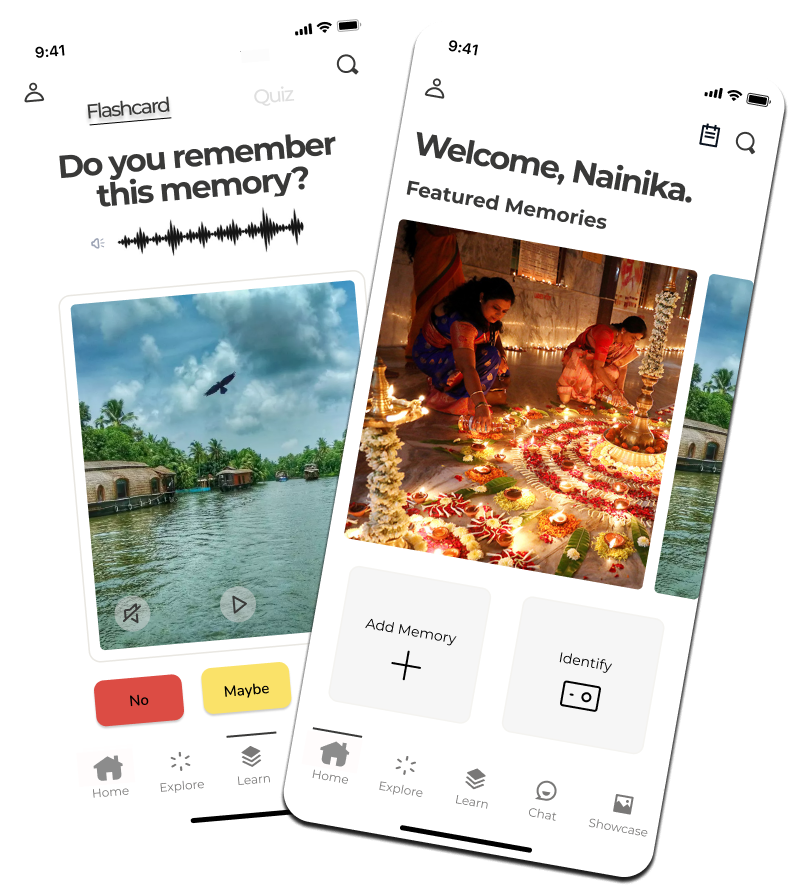 9:41
Flashcard
Quiz
Do you remember
this memory?
No
Maybe
Home
Explore
Learn
9:41
Welcome, Nainika.
Featured Memories
Add Memory
Identify
Home
Explore
Learn
Chat
Showcase